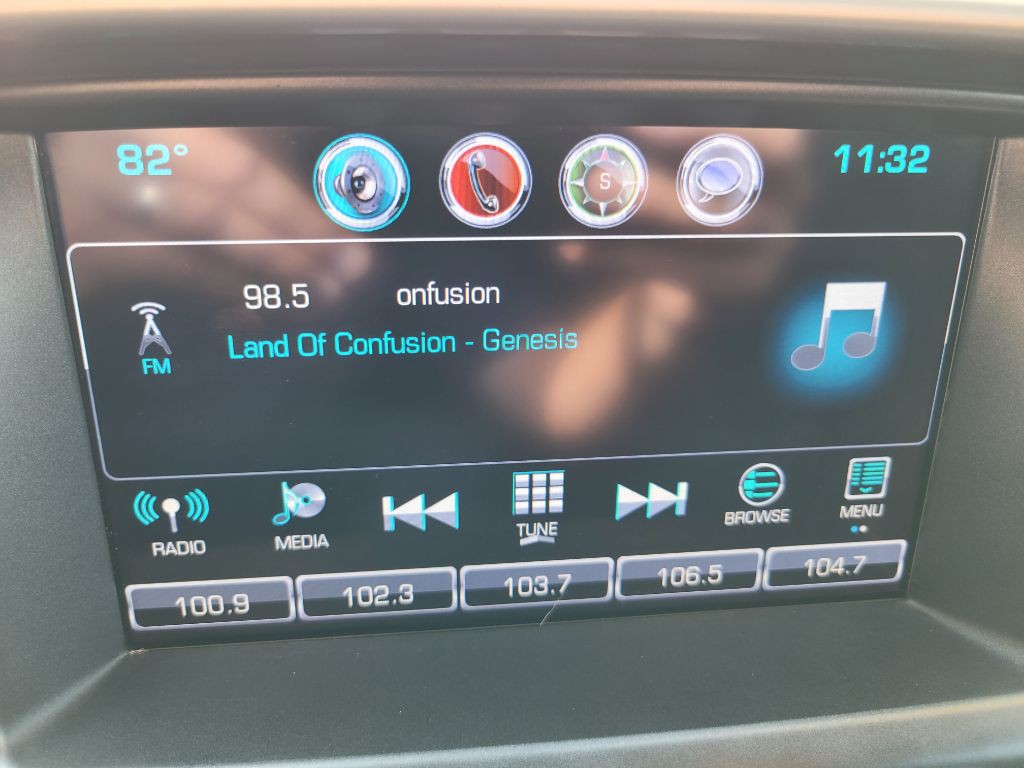 82° 11:32
S
98.5 onfusion
Land Of Confusion - Genesis
FM
RADIO MEDIA TUNE BROWSE MENU
100.9 102.3 103.7 106.5 104.7